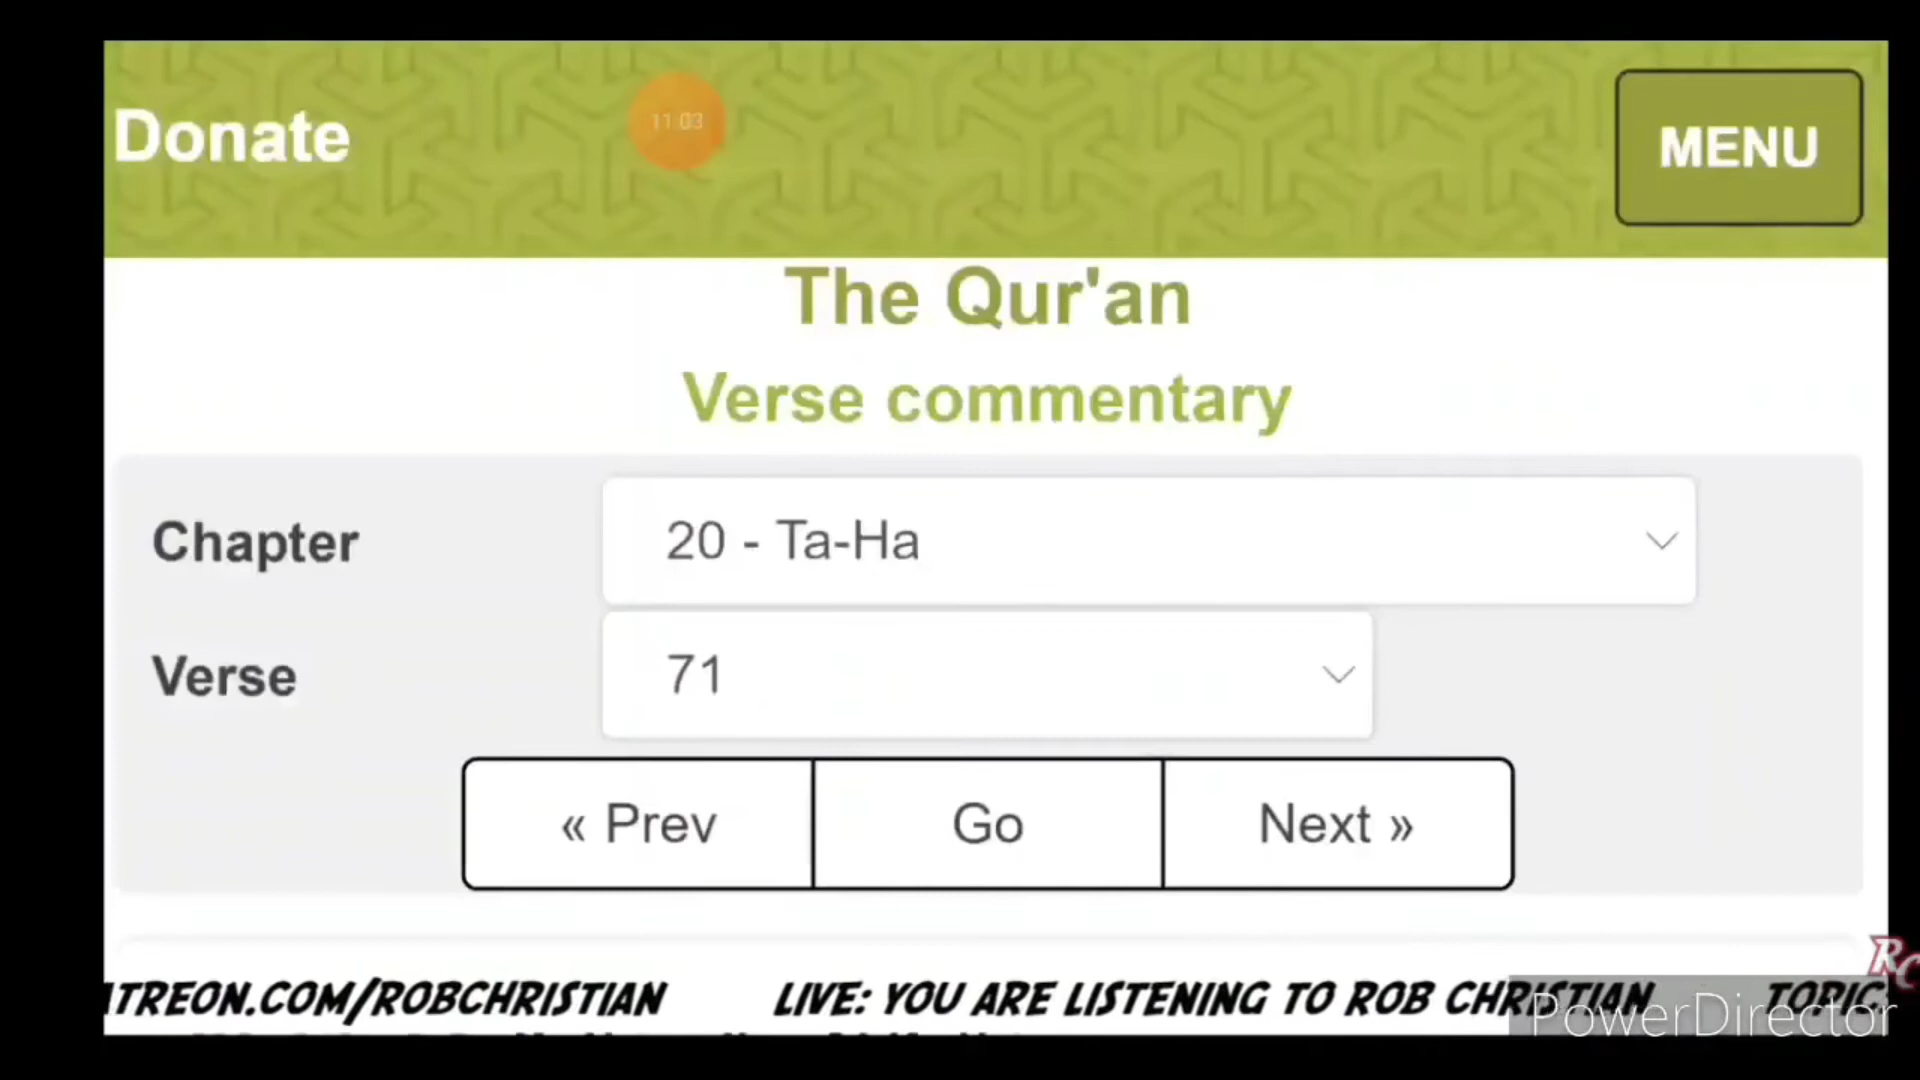 Donate
11:03
MENU
The Qur'an
Verse commentary
Chapter
20 - Ta-Ha
Verse
71
« Prev
Go
Next »
TREON.COM/ROBCHRISTIAN LIVE: YOU ARE LISTENING TO ROB CHRISTIAN TOPIC:
RC
PowerDirector